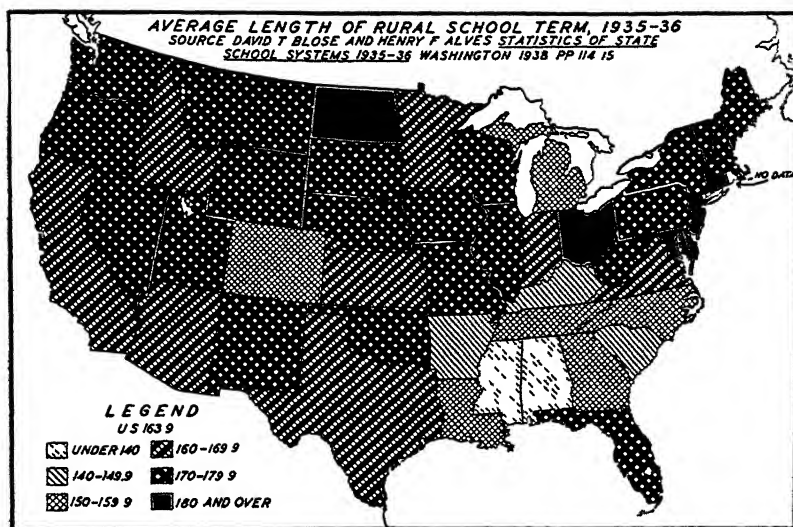 AVERAGE LENGTH OF RURAL SCHOOL TERM, 1935-36
SOURCE DAVID T BLOSE AND HENRY F ALVES STATISTICS OF STATE
SCHOOL SYSTEMS 1935-36 WASHINGTON 1938 PP 114 15
NO DATA
LEGEND
US 163 9
UNDER 140
160-169 9
140-149.9
170-179 9
150-159 9
180 AND OVER